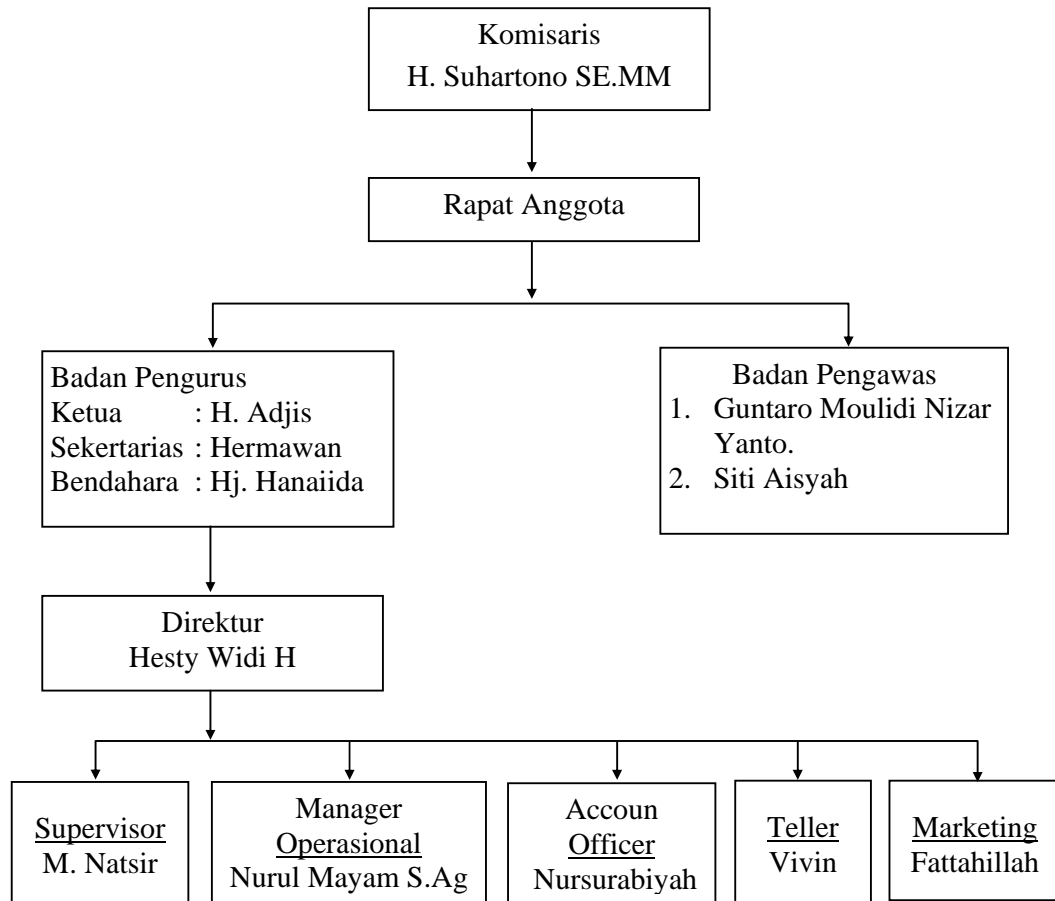 Komisaris
H. Suhartono SE.MM
Rapat Anggota
Badan Pengurus
Ketua : H. Adjis
Sekertarias : Hermawan
Bendahara : Hj. Hanaiida
Badan Pengawas
1. Guntaro Moulidi Nizar
Yanto.
2. Siti Aisyah
Direktur
Hesty Widi H
Supervisor
M. Natsir
Manager
Operasional
Nurul Mayam S.Ag
Accoun
Officer
Nursurabiyah
Teller
Vivin
Marketing
Fattahillah